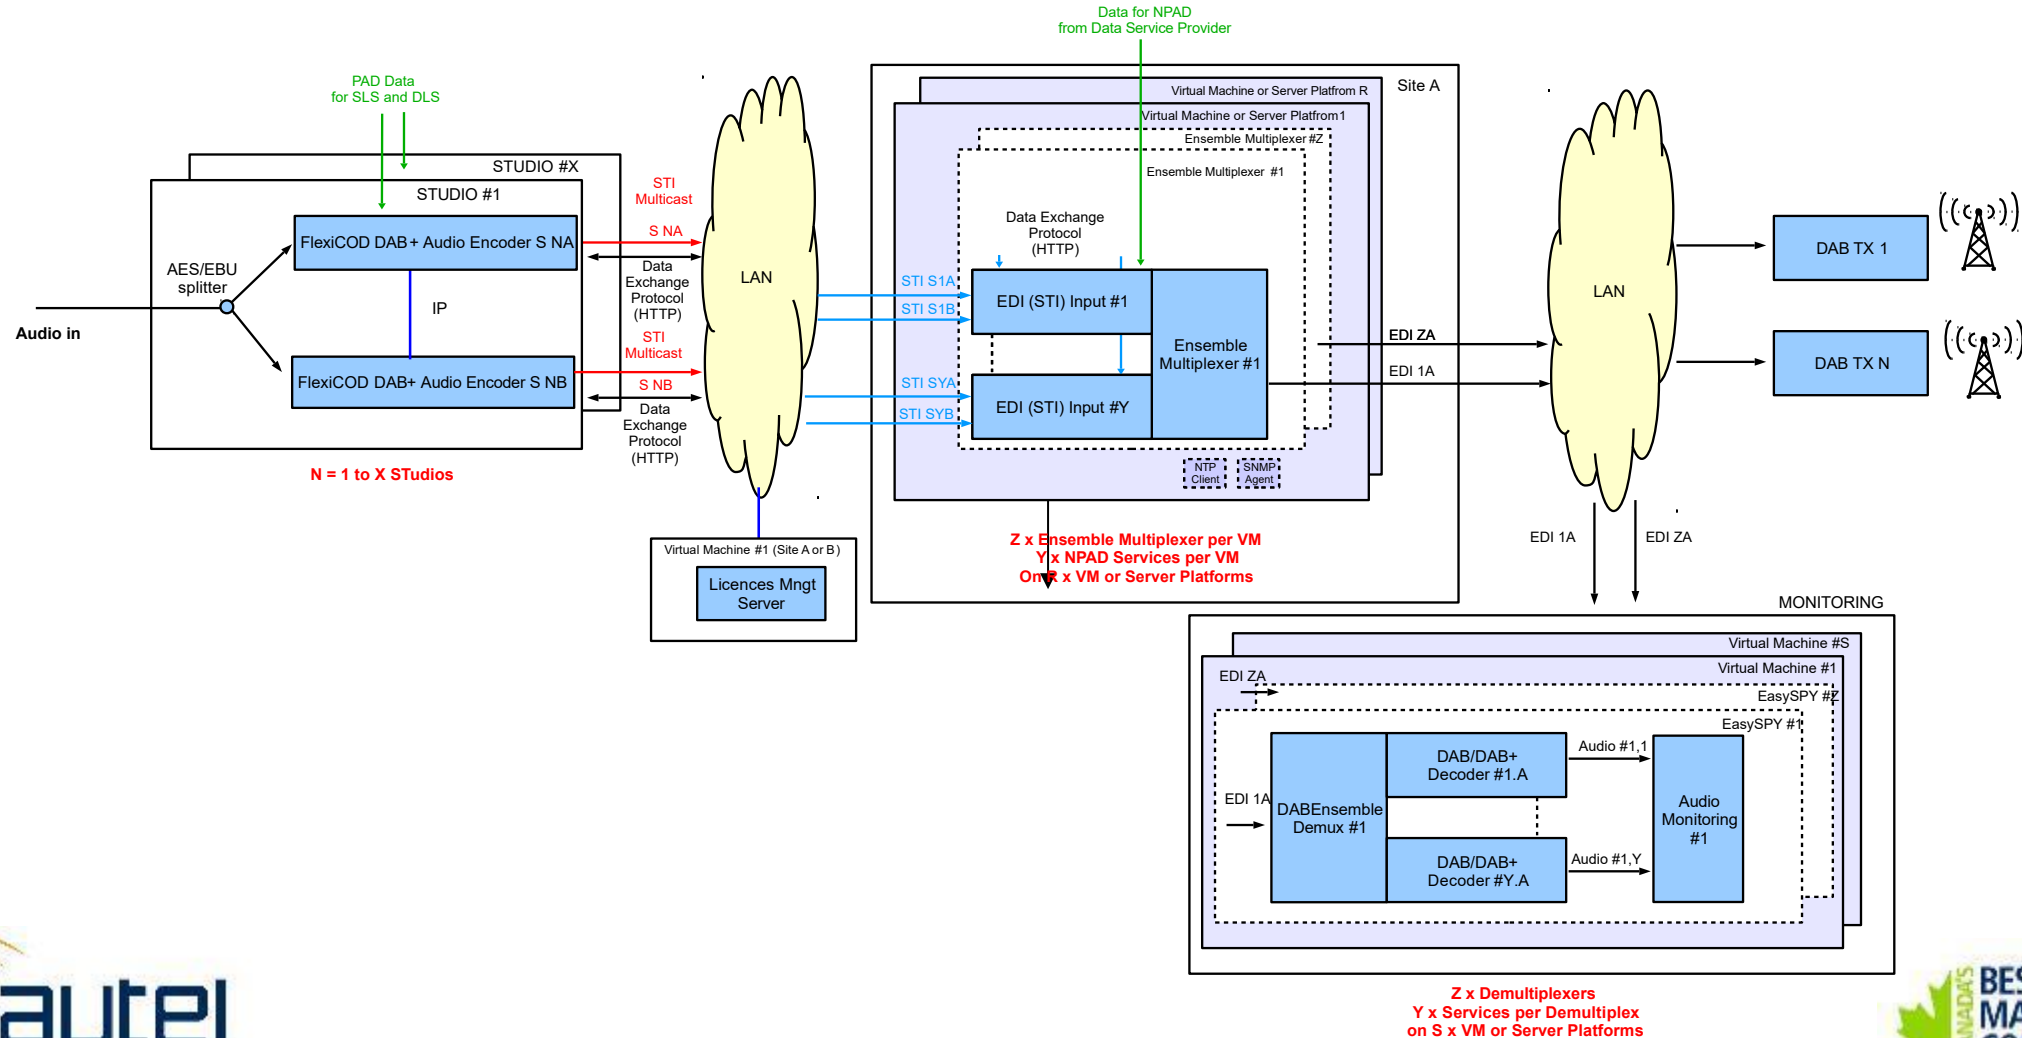 Data for NPAD
from Data Service Provider
PAD Data
for SLS and DLS
STUDIO #X
STUDIO #1
FlexiCOD DAB+ Audio Encoder S NA
AES/EBU
splitter
IP
Audio in
FlexiCOD DAB+ Audio Encoder S NB
N = 1 to X STudios
STI
Multicast
S NA
Data
Exchange
Protocol
(HTTP)
STI
Multicast
S NB
Data
Exchange
Protocol
(HTTP)
LAN
Virtual Machine #1 (Site A or B)
Licences Mngt
Server
Site A
Virtual Machine or Server Platfrom R
Virtual Machine or Server Platfrom1
Ensemble Multiplexer #Z
Ensemble Multiplexer #1
Data Exchange
Protocol
(HTTP)
STI S1A
STI S1B
EDI (STI) Input #1
Ensemble
Multiplexer #1
STI SYA
STI SYB
EDI (STI) Input #Y
NTP
Client
SNMP
Agent
Z x Ensemble Multiplexer per VM
Y x NPAD Services per VM
On R x VM or Server Platforms
EDI ZA
EDI 1A
LAN
DAB TX 1
DAB TX N
EDI 1A
EDI ZA
MONITORING
Virtual Machine #S
Virtual Machine #1
EDI ZA
EasySPY #Z
EasySPY #1
EDI 1A
DABEnsemble
Demux #1
DAB/DAB+
Decoder #1.A
Audio #1,1
Audio
Monitoring
#1
DAB/DAB+
Decoder #Y.A
Audio #1,Y
Z x Demultiplexers
Y x Services per Demultiplex
on S x VM or Server Platforms
autel